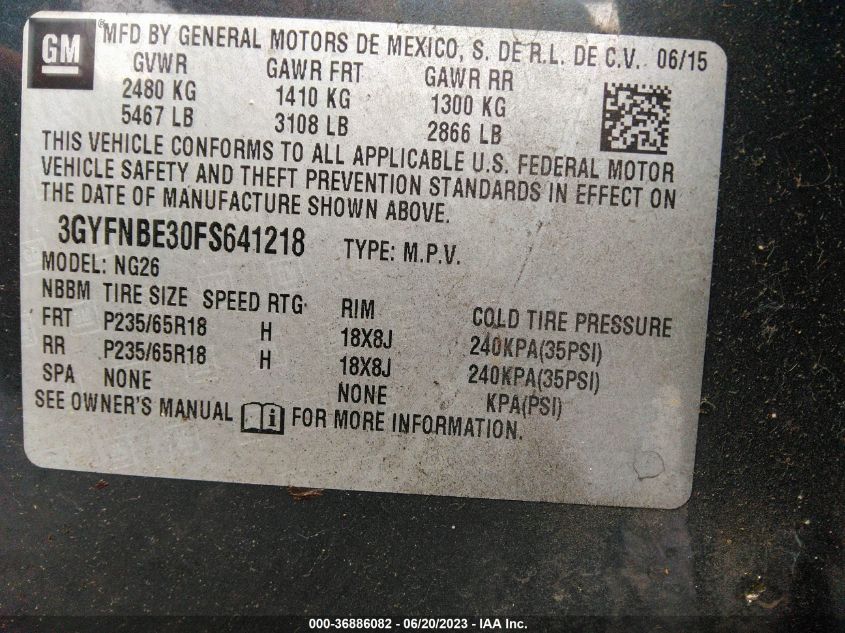 GM
® MFD BY GENERAL MOTORS DE MEXICO, S. DE R.L. DE C.V.. 06/15
GVWR GAWR FRT GAWR RR
2480 KG 1410 KG 1300 KG
5467 LB 3108 LB 2866 LB
THIS VEHICLE CONFORMS TO ALL APPLICABLE U.S. FEDERAL MOTOR
VEHICLE SAFETY AND THEFT PREVENTION STANDARDS IN EFFECT ON
THE DATE OF MANUFACTURE SHOWN ABOVE.
3GYFNBE30FS641218 TYPE: M.P.V.
MODEL: NG26
NBBM TIRE SIZE SPEED RTG RIM COLD TIRE PRESSURE
FRT P235/65R18 H 18X8J 240KPA(35PSI)
RR P235/65R18 H 18X8J 240KPA(35PSI)
SPA NONE NONE KPA(PSI)
SEE OWNER'S MANUAL i FOR MORE INFORMATION.
000-36886082 - 06/20/2023 - IAA Inc.